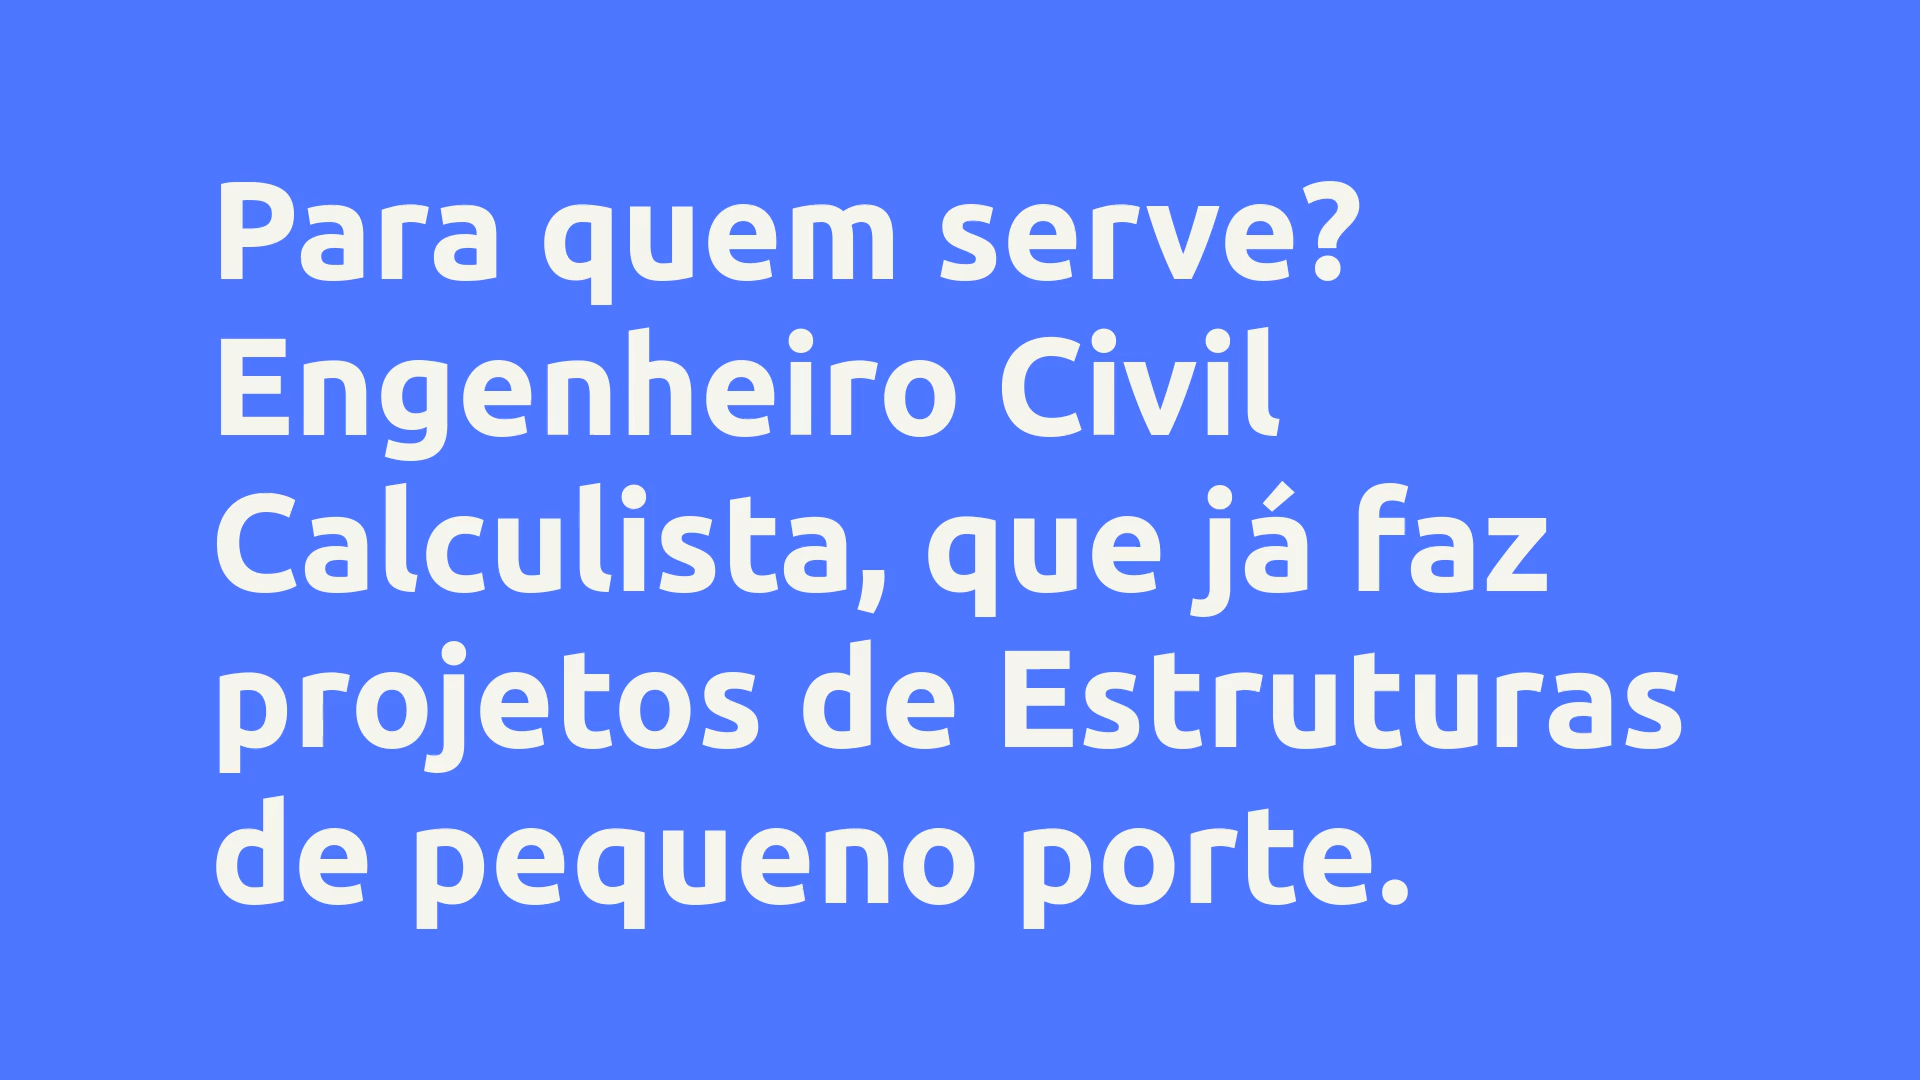 Para quem serve?
Engenheiro Civil
Calculista, que já faz
projetos de Estruturas
de pequeno porte.